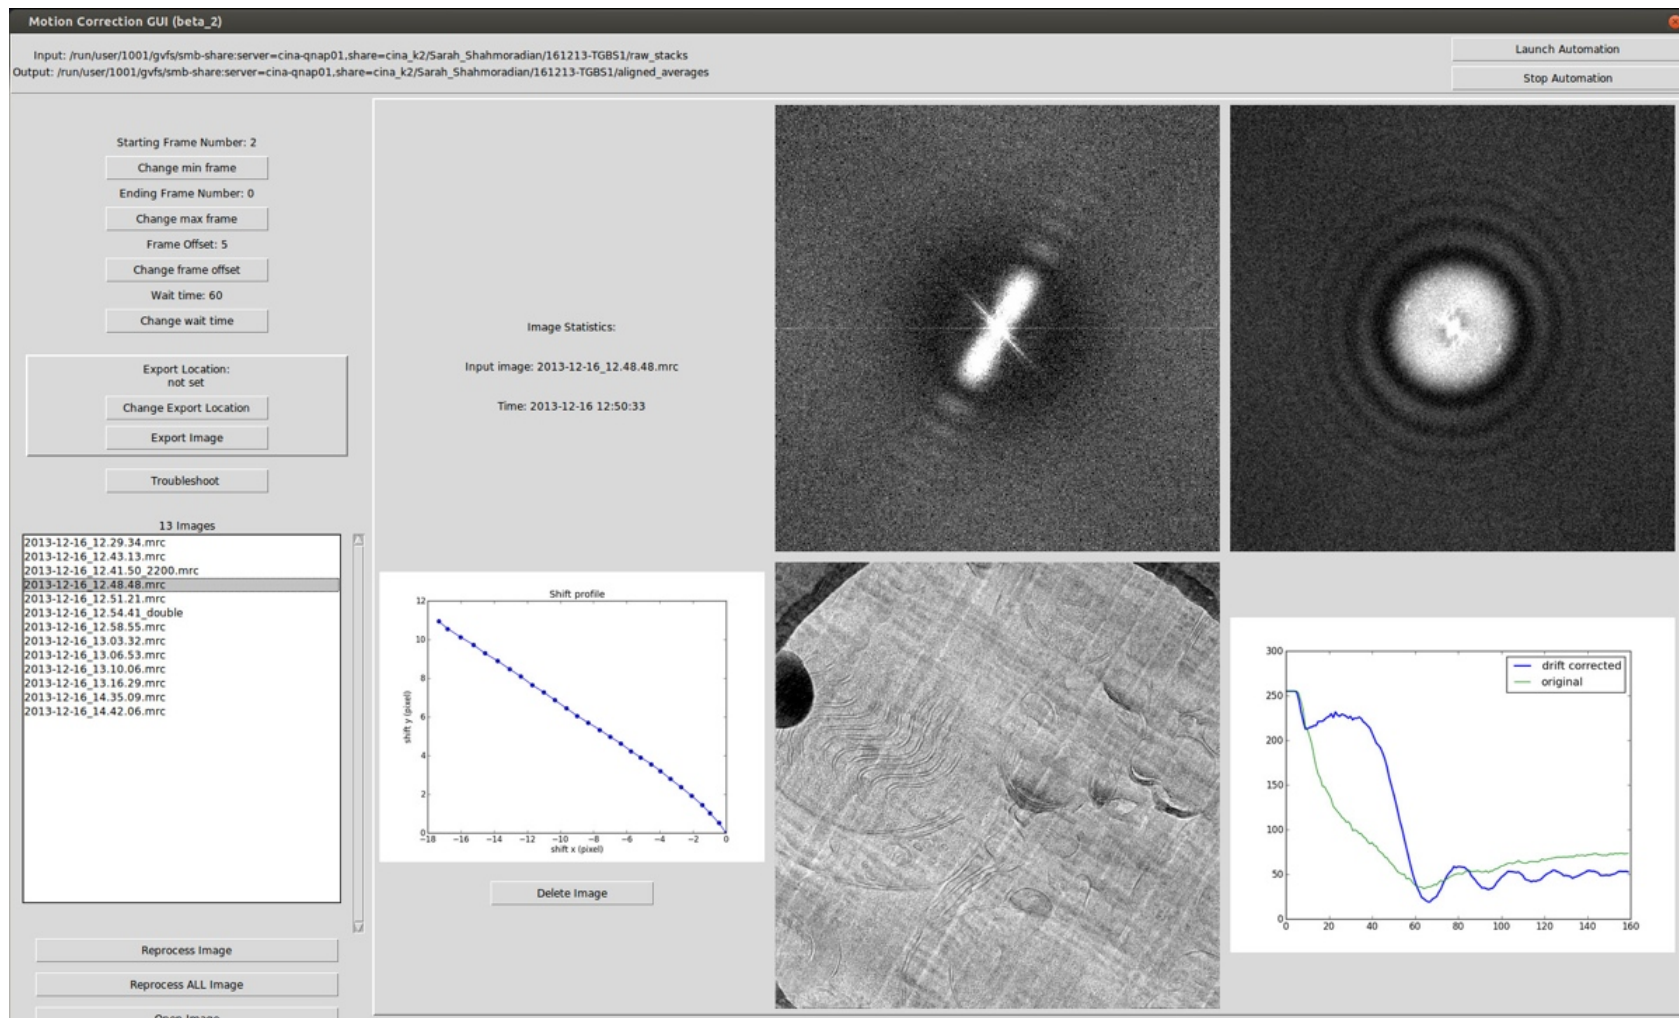 Motion Correction GUI (beta_2)
Input: /run/user/1001/gvfs/smb-share:server=cina-qnap01,share=cina_k2/Sarah_Shahmoradian/161213-TGBS1/raw_stacks
Output: /run/user/1001/gvfs/smb-share:server=cina-qnap01,share=cina_k2/Sarah_Shahmoradian/161213-TGBS1/aligned_averages
Launch Automation
Stop Automation
Starting Frame Number: 2
Change min frame
Ending Frame Number: 0
Change max frame
Frame Offset: 5
Change frame offset
Wait time: 60
Change wait time
Export Location:
not set
Change Export Location
Export Image
Troubleshoot
13 Images
2013-12-16_12.29.34.mrc
2013-12-16_12.43.13.mrc
2013-12-16_12.41.50_2200.mrc
2013-12-16_12.48.48.mrc
2013-12-16_12.51.21.mrc
2013-12-16_12.54.41_double
2013-12-16_12.58.55.mrc
2013-12-16_13.03.32.mrc
2013-12-16_13.06.53.mrc
2013-12-16_13.10.06.mrc
2013-12-16_13.16.29.mrc
2013-12-16_14.35.09.mrc
2013-12-16_14.42.06.mrc
Reprocess Image
Reprocess ALL Image
Open Image
Image Statistics:
Input image: 2013-12-16_12.48.48.mrc
Time: 2013-12-16 12:50:33
Shift profile
12
10
8
6
4
2
0
shift y (pixel)
−18 −16 −14 −12 −10 −8 −6 −4 −2 0
shift x (pixel)
Delete Image
300
250
200
150
100
50
0
drift corrected
original
0 20 40 60 80 100 120 140 160